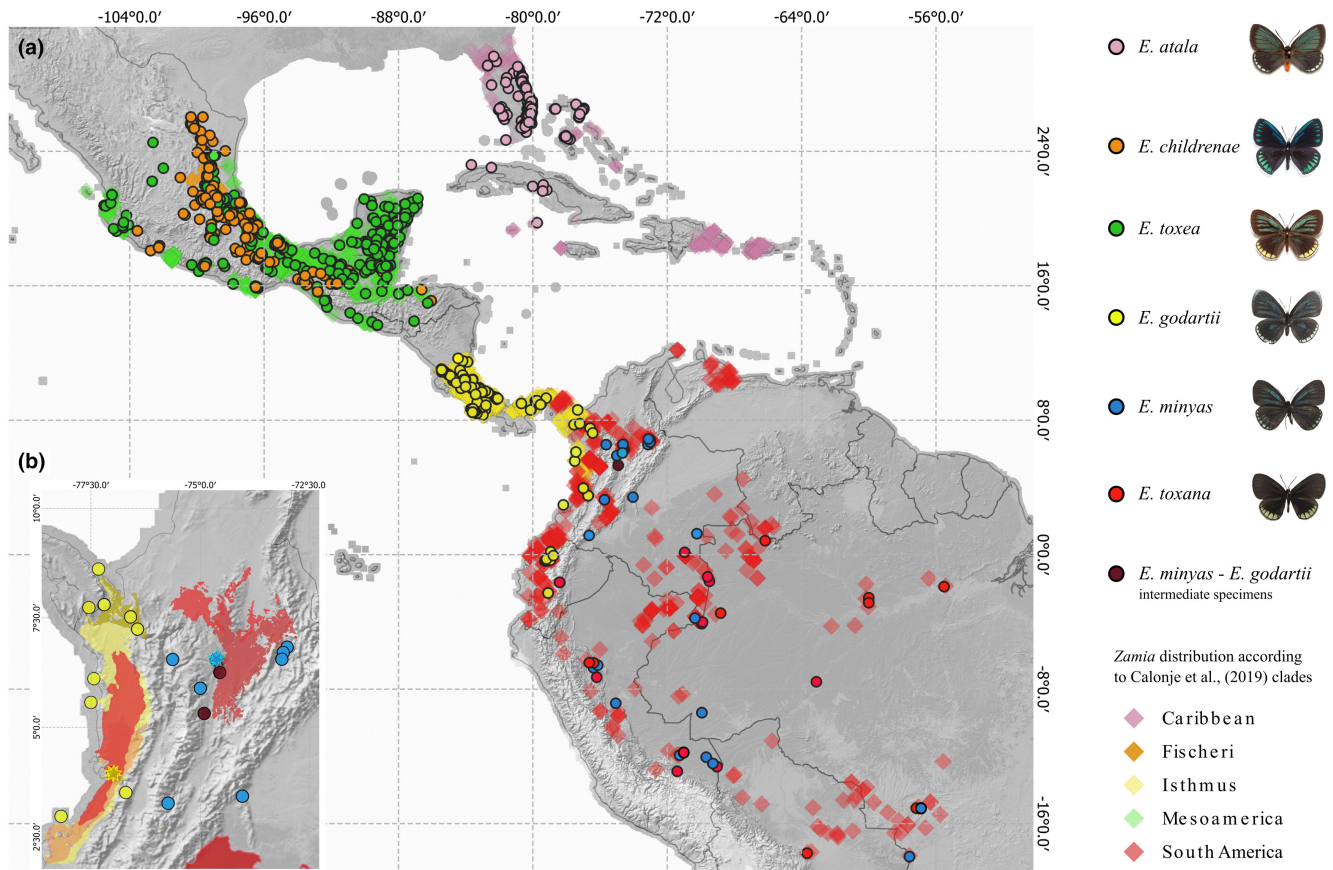 -104°0.0′ -96°0.0′ -88°0.0′ -80°0.0′ -72°0.0′ -64°0.0′ -56°0.0′
(a)
24°0.0′
16°0.0′
8°0.0′
0°0.0′
-8°0.0′
-16°0.0′
(b)
-77°30.0′ -75°0.0′ -72°30.0′
10°0.0′
7°30.0′
5°0.0′
2°30.0′
E. atala
E. childrenae
E. toxea
E. godartii
E. minyas
E. toxana
E. minyas - E. godartii
intermediate specimens
Zamia distribution according
to Calonje et al., (2019) clades
Caribbean
Fischeri
Isthmus
Mesoamerica
South America